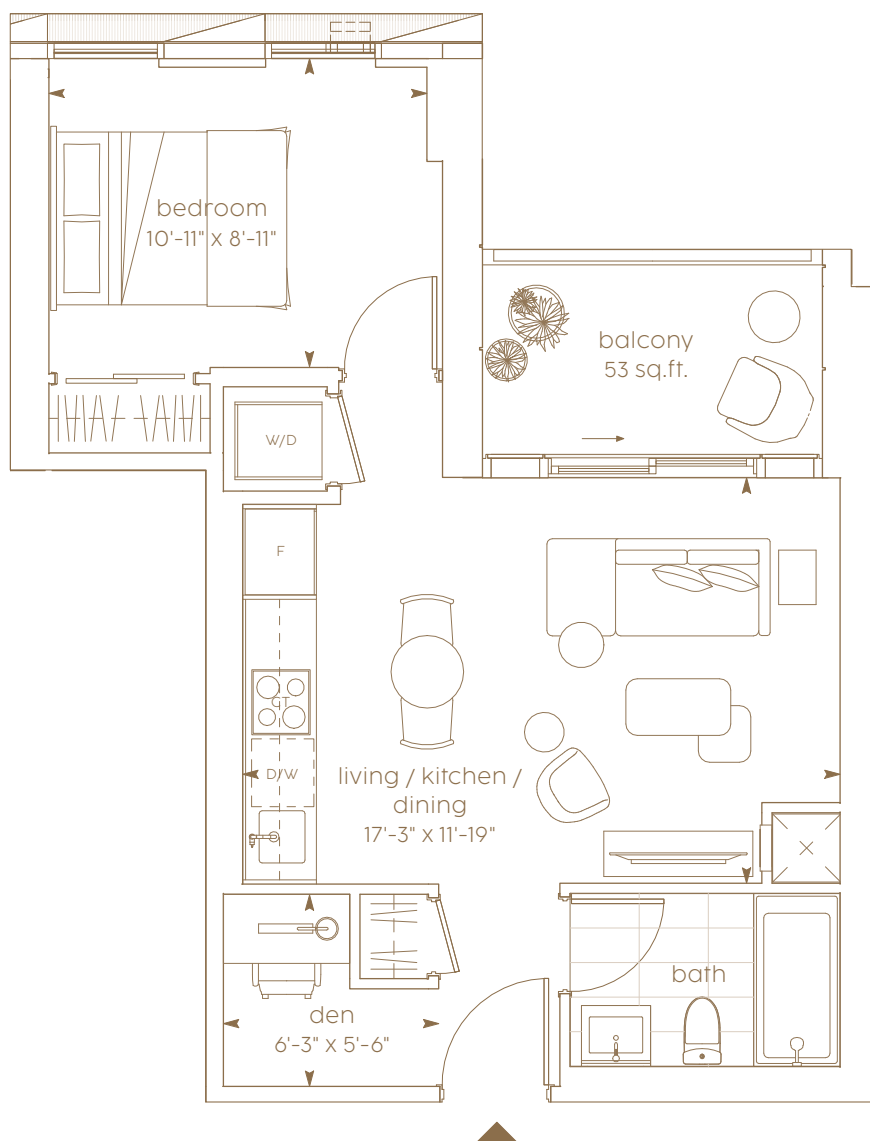 bedroom
10'-11" X 8'-11"
balcony
53 sq.ft.
W/D
F
CT
D/W
living / kitchen /
dining
17'-3" X 11'-19"
bath
den
6'-3" X 5'-6"